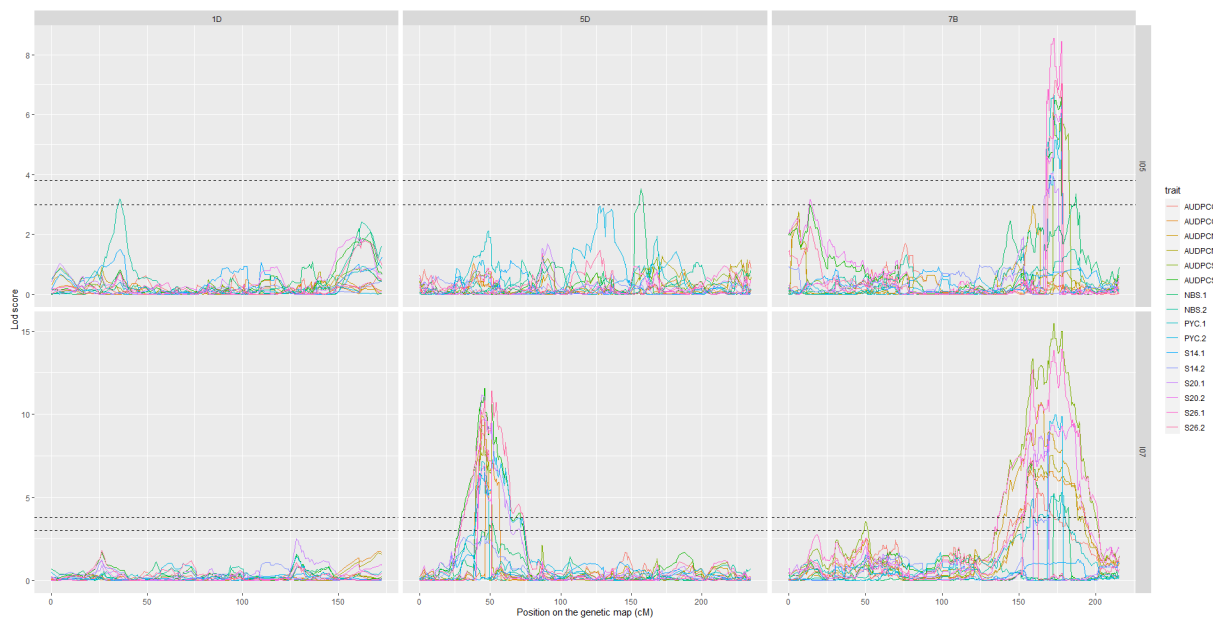 1D 5D 7B
8
6
4
2
0
I05
Lod score
15
10
5
0
I07
0 50 100 150 0 50 100 150 200 0 50 100 150 200
Position on the genetic map (cM)
trait
NBS.1
NBS.2
PYC.1
PYC.2
S14.1
S14.2
S20.1
S20.2
S26.1
S26.2